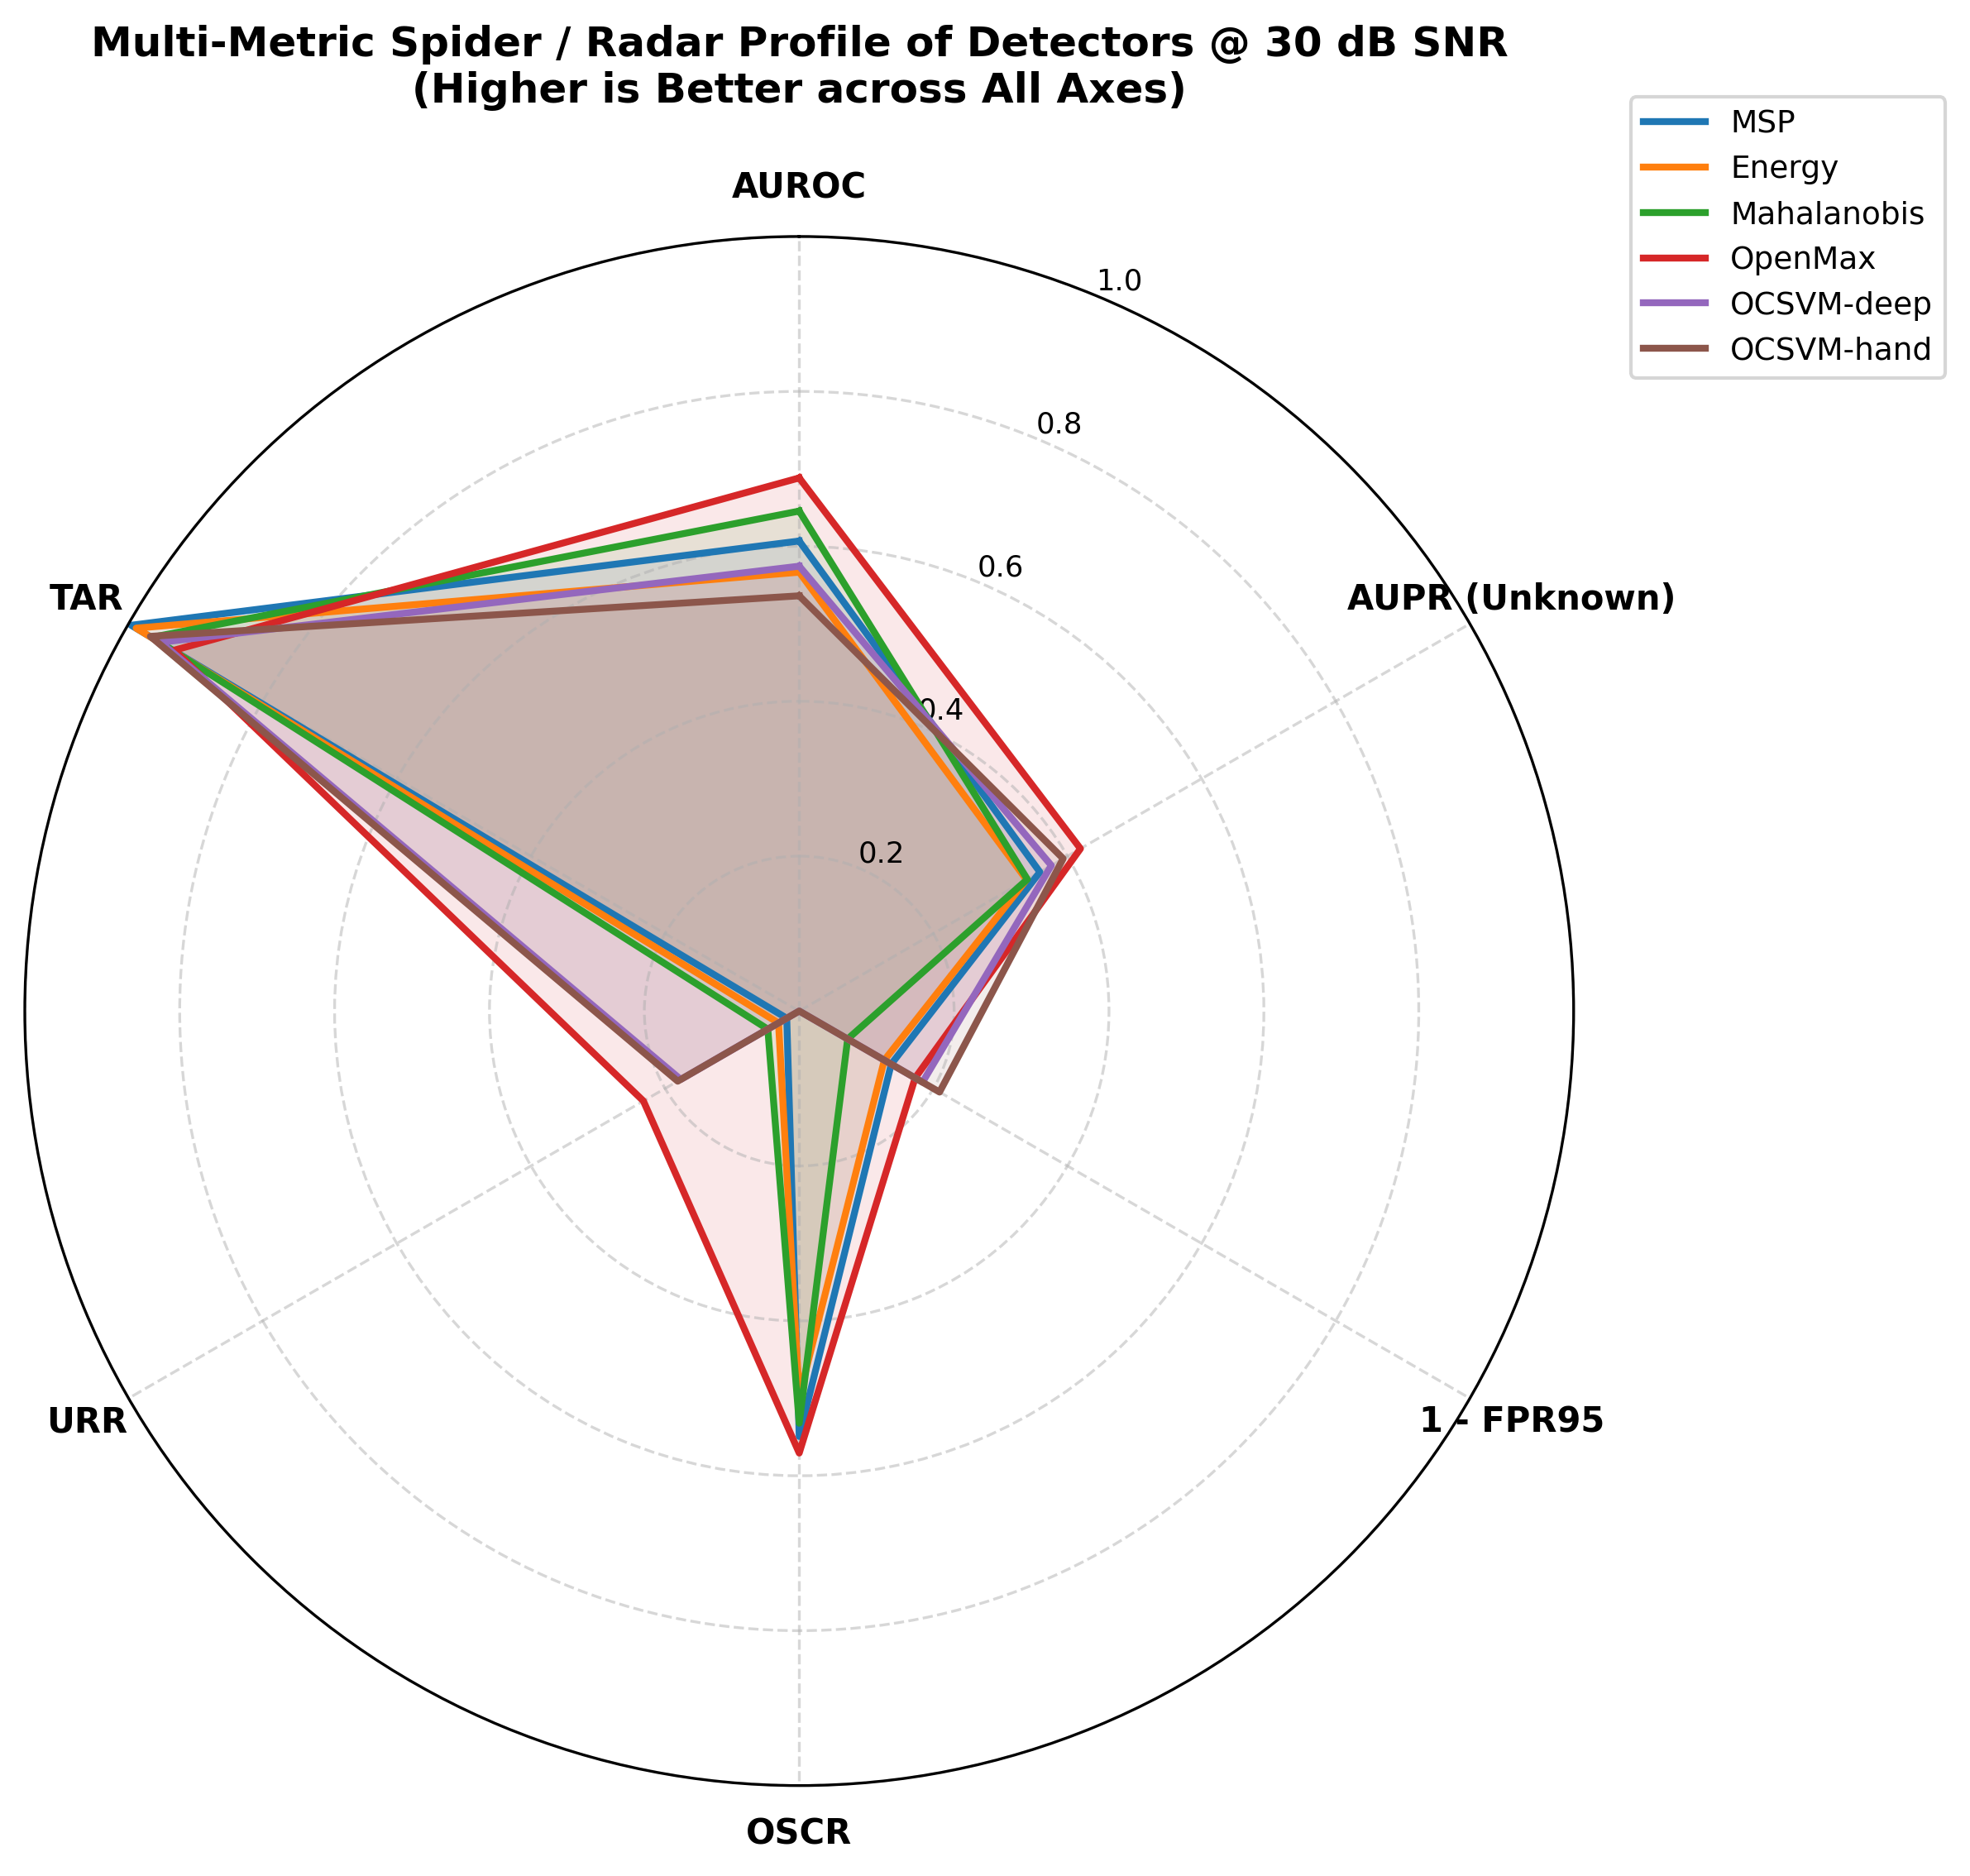 Multi-Metric Spider / Radar Profile of Detectors @ 30 dB SNR
(Higher is Better across All Axes)
MSP
Energy
Mahalanobis
OpenMax
OCSVM-deep
OCSVM-hand
AUROC
1.0
0.8
0.6
TAR
AUPR (Unknown)
0.4
0.2
URR
1 - FPR95
OSCR